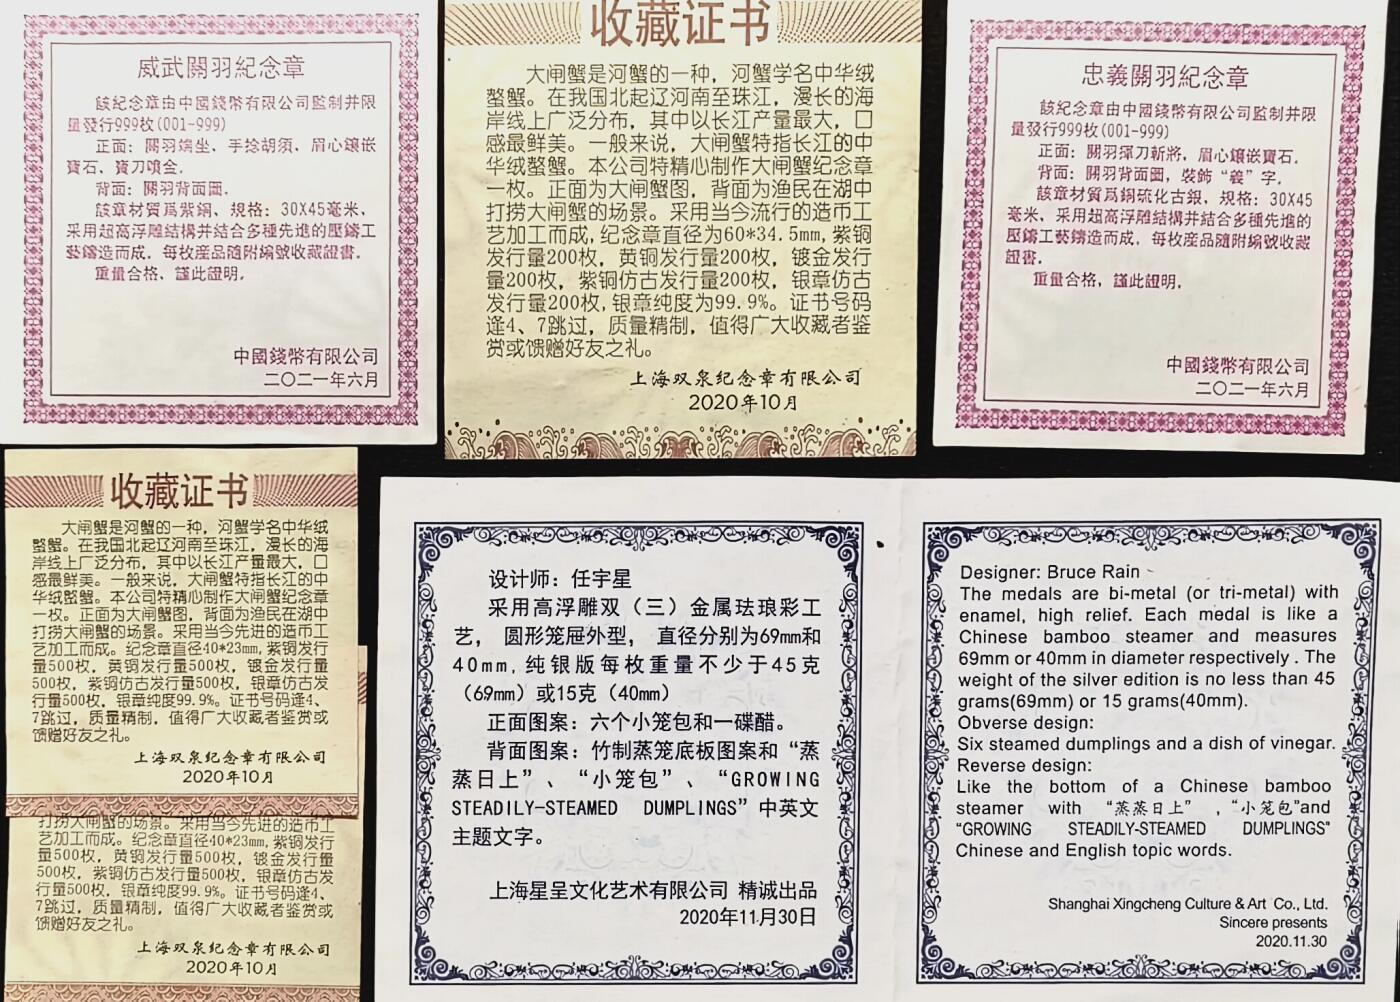 威武關羽紀念章
該紀念章由中國錢幣有限公司監制并限
量發行999枚(001-999)
正面：關羽端坐、手捻胡須、眉心鑲嵌
寶石、寶刀噴金。
背面：關羽背面圖。
該章材質爲紫銅、規格：30X45毫米、
采用超高浮雕結構并結合多種先進的壓鑄工
藝鑄造而成．每枚産品隨附编號收藏證書．
重量合格、謹此證明．
中國錢幣有限公司
二〇二一年六月
收藏证书
大闸蟹是河蟹的一种，河蟹学名中华绒
螯蟹。在我国北起辽河南至珠江，漫长的海
岸线上广泛分布，其中以长江产量最大，口
感最鲜美。一般来说，大闸蟹特指长江的中
华绒螯蟹。本公司特精心制作大闸蟹纪念章
一枚。正面为大闸蟹图，背面为渔民在湖中
打捞大闸蟹的场景。采用当今流行的造币工
艺加工而成,纪念章直径为60*34.5mm,紫铜
发行量200枚，黄铜发行量200枚，镀金发行
量200枚，紫铜仿古发行量200枚，银章仿古
发行量200枚,银章纯度为99.9%。证书号码
逢4、7跳过，质量精制，值得广大收藏者鉴
赏或馈赠好友之礼。
上海双泉纪念章有限公司
2020年10月
忠義關羽紀念章
該紀念章由中國錢幣有限公司監制并限
量發行999枚(001-999)
正面：關羽揮刀斬將，眉心鑲嵌寶石．
背面：關羽背面圖，裝飾“義”字．
該章材質爲銅硫化古銀，規格：30X45
毫米，采用超高浮雕結構并結合多種先進的
壓鑄工藝鑄造而成．每枚産品隨附编號收藏
證書．
重量合格，謹此證明．
中國錢幣有限公司
二〇二一年六月
收藏证书
大闸蟹是河蟹的一种，河蟹学名中华绒
螯蟹。在我国北起辽河南至珠江，漫长的海
岸线上广泛分布，其中以长江产量最大，口
感最鲜美。一般来说，大闸蟹特指长江的中
华绒螯蟹。本公司特精心制作大闸蟹纪念章
一枚。正面为大闸蟹图，背面为渔民在湖中
打捞大闸蟹的场景。采用当今先进的造币工
艺加工而成。纪念章直径40*23mm,紫铜发行
量500枚，黄铜发行量500枚，镀金发行量
500枚，紫铜仿古发行量500枚，银章仿古发
行量500枚，银章纯度99.9%。证书号码逢4、
7跳过，质量精制，值得广大收藏者鉴赏或
馈赠好友之礼。
上海双泉纪念章有限公司
2020年10月
打捞大闸蟹的场景。采用当今先进的造币工
艺加工而成。纪念章直径40*23mm,紫铜发行
量500枚，黄铜发行量500枚，镀金发行量
500枚，紫铜仿古发行量500枚，银章仿古发
行量500枚，银章纯度99.9%。证书号码逢4、
7跳过，质量精制，值得广大收藏者鉴赏或
馈赠好友之礼。
上海双泉纪念章有限公司
2020年10月
设计师：任宇星
采用高浮雕双（三）金属珐琅彩工
艺，圆形笼屉外型，直径分别为69mm和
40mm,纯银版每枚重量不少于45克
（69mm）或15克（40mm）
正面图案：六个小笼包和一碟醋。
背面图案：竹制蒸笼底板图案和“蒸
蒸日上”、“小笼包”、“GROWING
STEADILY-STEAMED DUMPLINGS”中英文
主题文字。
上海星呈文化艺术有限公司 精诚出品
2020年11月30日
Designer: Bruce Rain
The medals are bi-metal (or tri-metal) with
enamel, high relief. Each medal is like a
Chinese bamboo steamer and measures
69mm or 40mm in diameter respectively . The
weight of the silver edition is no less than 45
grams(69mm) or 15 grams(40mm).
Obverse design:
Six steamed dumplings and a dish of vinegar.
Reverse design:
Like the bottom of a Chinese bamboo
steamer with “蒸蒸日上” , “小笼包”and
“GROWING STEADILY-STEAMED DUMPLINGS”
Chinese and English topic words.
Shanghai Xingcheng Culture & Art Co., Ltd.
Sincere presents
2020.11.30